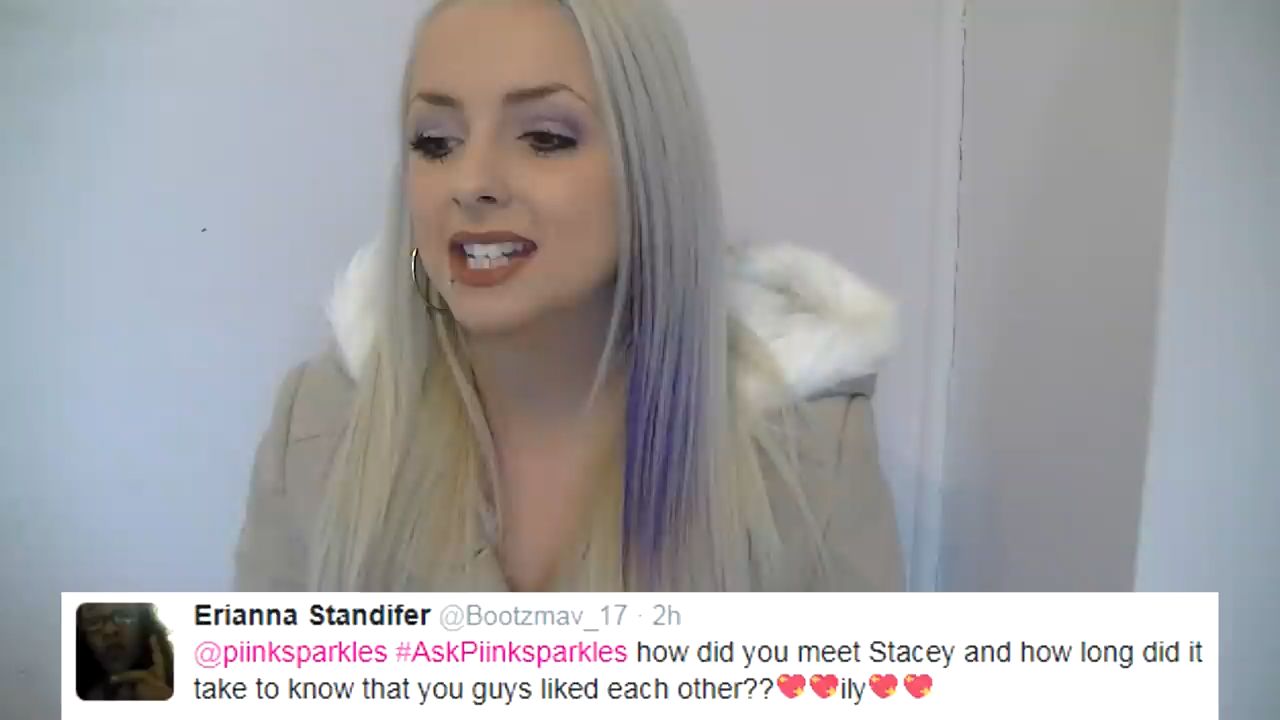 Erianna Standifer @Bootzmav_17 · 2h
@piinksparkles #AskPiinksparkles how did you meet Stacey and how long did it
take to know that you guys liked each other??💖💖ily💖💖